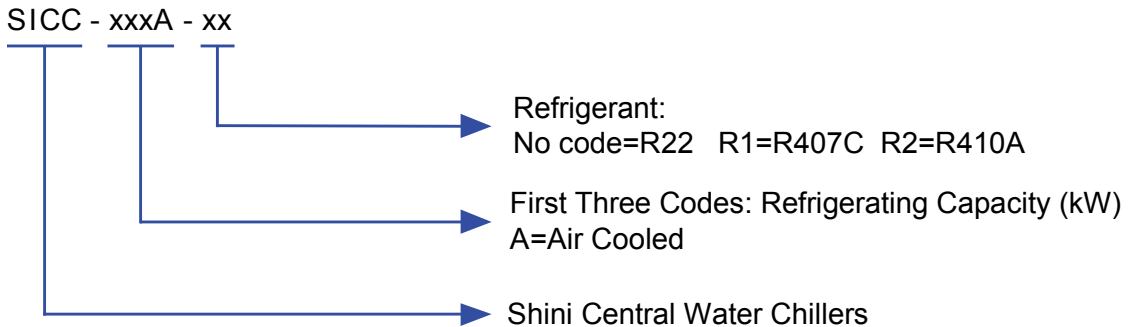 SICC - xxxA - xx
Refrigerant:
No code=R22 R1=R407C R2=R410A
First Three Codes: Refrigerating Capacity (kW)
A=Air Cooled
Shini Central Water Chillers